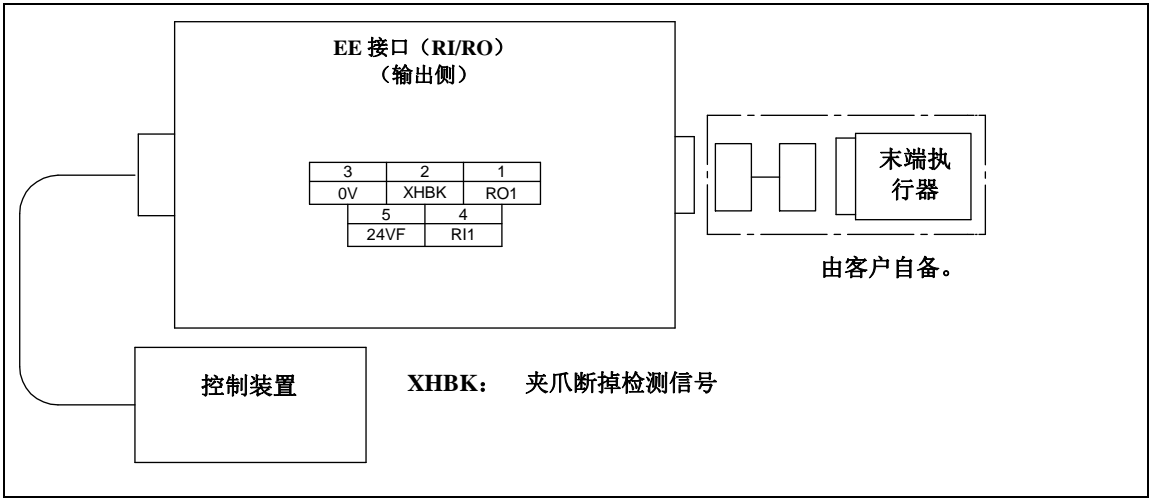 EE 接口（RI/RO）
（输出侧）
3 2 1
0V XHBK RO1
5 4
24VF RI1
末端执
行器
由客户自备。
控制装置
XHBK： 夹爪断掉检测信号